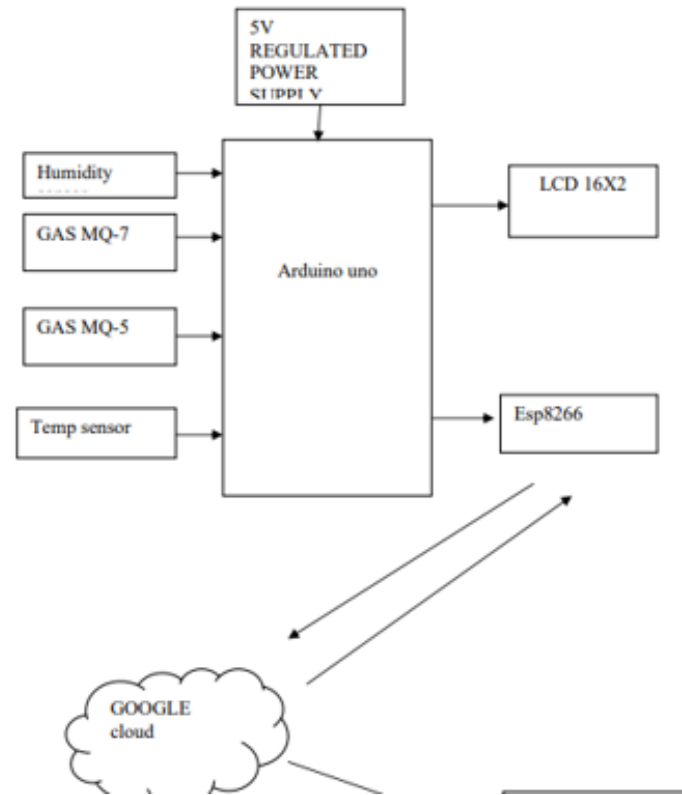 5V
REGULATED
POWER
SUPPLY
Humidity
GAS MQ-7
GAS MQ-5
Temp sensor
Arduino uno
LCD 16X2
Esp8266
GOOGLE
cloud